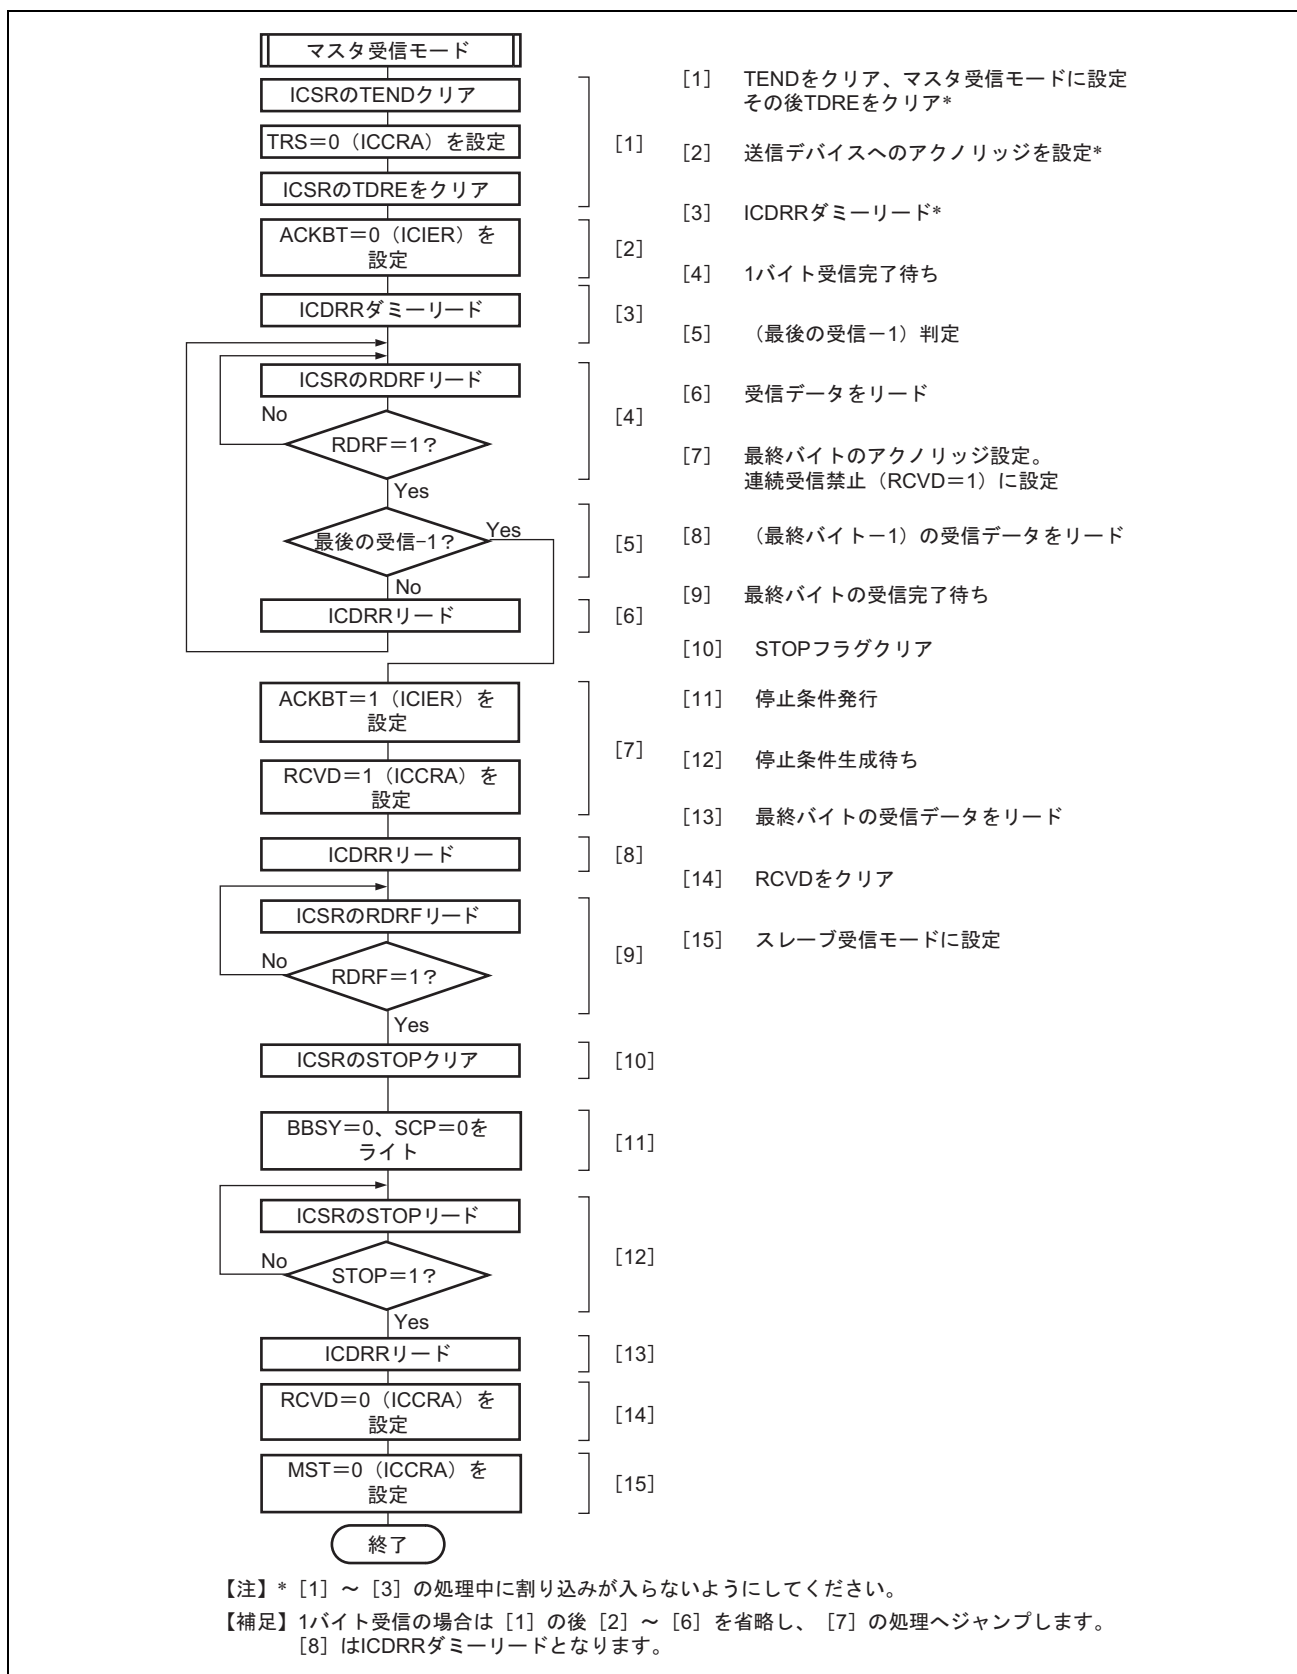 マスタ受信モード
ICSRのTENDクリア
TRS=0（ICCRA）を設定
ICSRのTDREをクリア
[1]
ACKBT=0（ICIER）を
設定
[2]
ICDRRダミーリード
[3]
ICSRのRDRFリード
No
RDRF=1?
[4]
Yes
最後の受信-1?
Yes
[5]
No
ICDRRリード
[6]
ACKBT=1（ICIER）を
設定
RCVD=1（ICCRA）を
設定
[7]
ICDRRリード
[8]
ICSRのRDRFリード
No
RDRF=1?
[9]
Yes
ICSRのSTOPクリア
[10]
BBSY=0、SCP=0を
ライト
[11]
ICSRのSTOPリード
No
STOP=1?
[12]
Yes
ICDRRリード
[13]
RCVD=0（ICCRA）を
設定
[14]
MST=0（ICCRA）を
設定
[15]
終了
[1] TENDをクリア、マスタ受信モードに設定
その後TDREをクリア*
[2] 送信デバイスへのアクノリッジを設定*
[3] ICDRRダミーリード*
[4] 1バイト受信完了待ち
[5] （最後の受信－1）判定
[6] 受信データをリード
[7] 最終バイトのアクノリッジ設定。
連続受信禁止（RCVD=1）に設定
[8] （最終バイト－1）の受信データをリード
[9] 最終バイトの受信完了待ち
[10] STOPフラグクリア
[11] 停止条件発行
[12] 停止条件生成待ち
[13] 最終バイトの受信データをリード
[14] RCVDをクリア
[15] スレーブ受信モードに設定
【注】* [1] ～ [3] の処理中に割り込みが入らないようにしてください。
【補足】1バイト受信の場合は [1] の後 [2] ～ [6] を省略し、 [7] の処理へジャンプします。
[8] はICDRRダミーリードとなります。